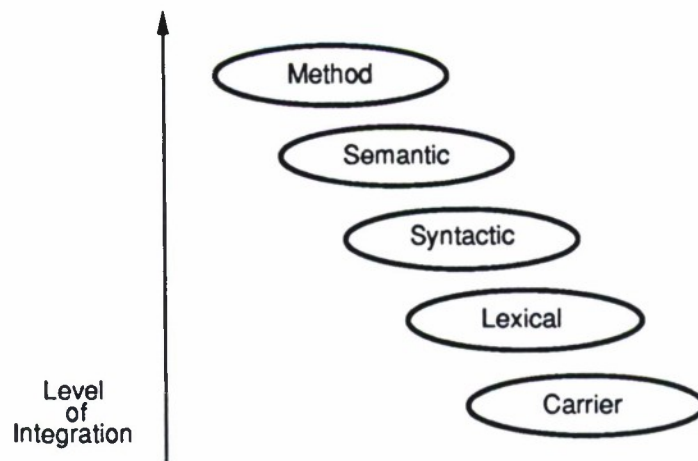 Method
Semantic
Syntactic
Lexical
Carrier
Level
of
Integration